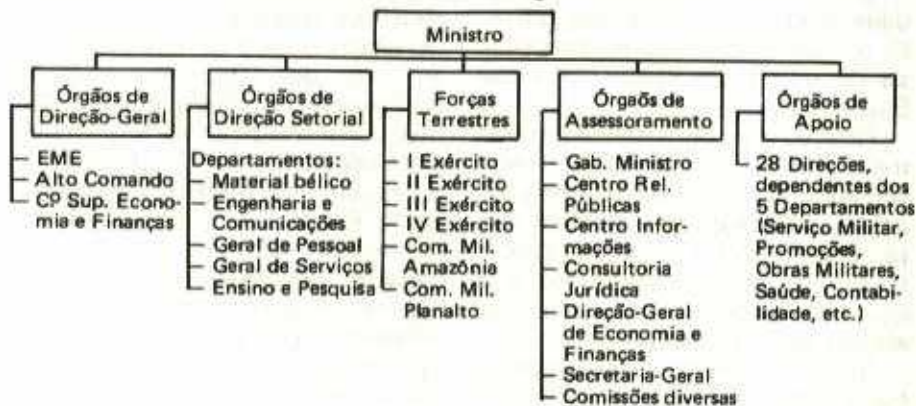 Ministro
Órgãos de
Direção-Geral
EME
Alto Comando
Cº Sup. Econo-
mia e Finanças
Órgãos de
Direção Setorial
Departamentos:
Material bélico
Engenharia e
Comunicações
Geral de Pessoal
Geral de Serviços
Ensino e Pesquisa
Forças
Terrestres
I Exército
II Exército
III Exército
IV Exército
Com. Mil.
Amazônia
Com. Mil.
Planalto
Órgaõs de
Assessoramento
Gab. Ministro
Centro Rel.
Públicas
Centro Infor-
mações
Consultoria
Jurídica
Direção-Geral
de Economia e
Finanças
Secretaria-Geral
Comissões diversas
Órgãos de
Apoio
28 Direções,
dependentes dos
5 Departamentos
(Serviço Militar,
Promoções,
Obras Militares,
Saúde, Contabi-
lidade, etc.)